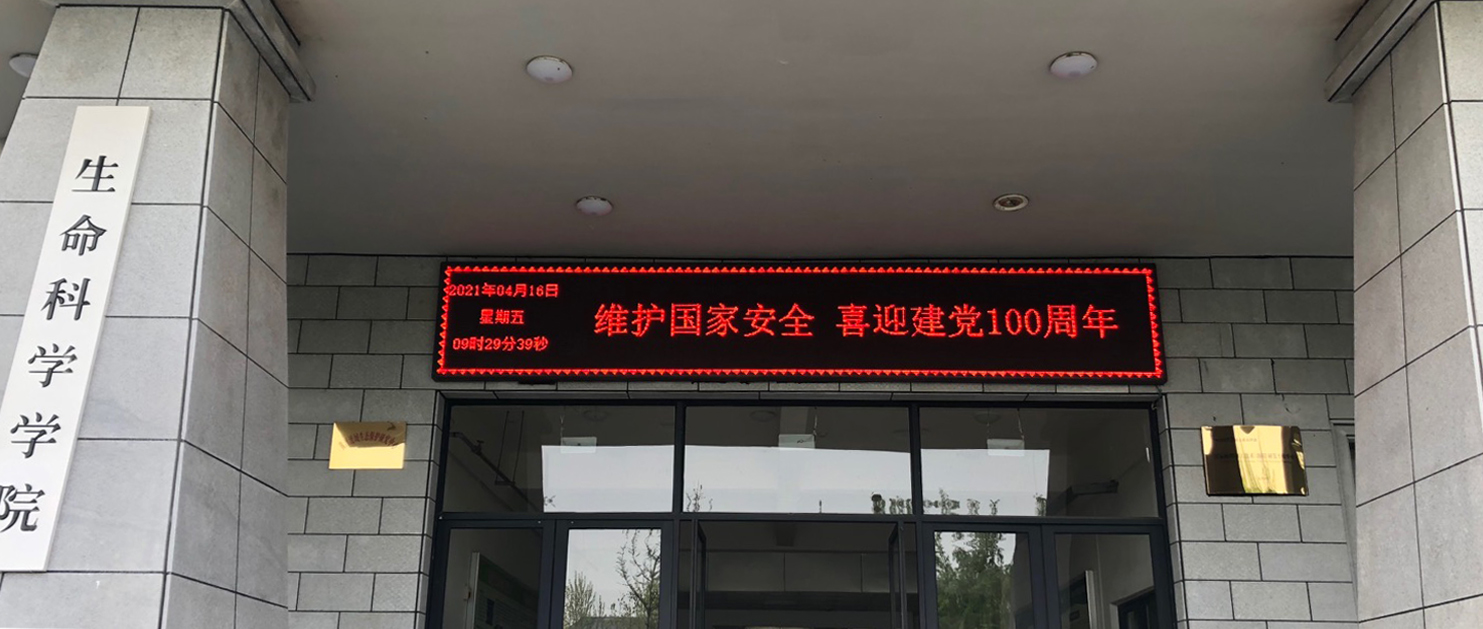 生命科学学院
2021年04月16日
星期五
09时29分39秒
维护国家安全 喜迎建党100周年